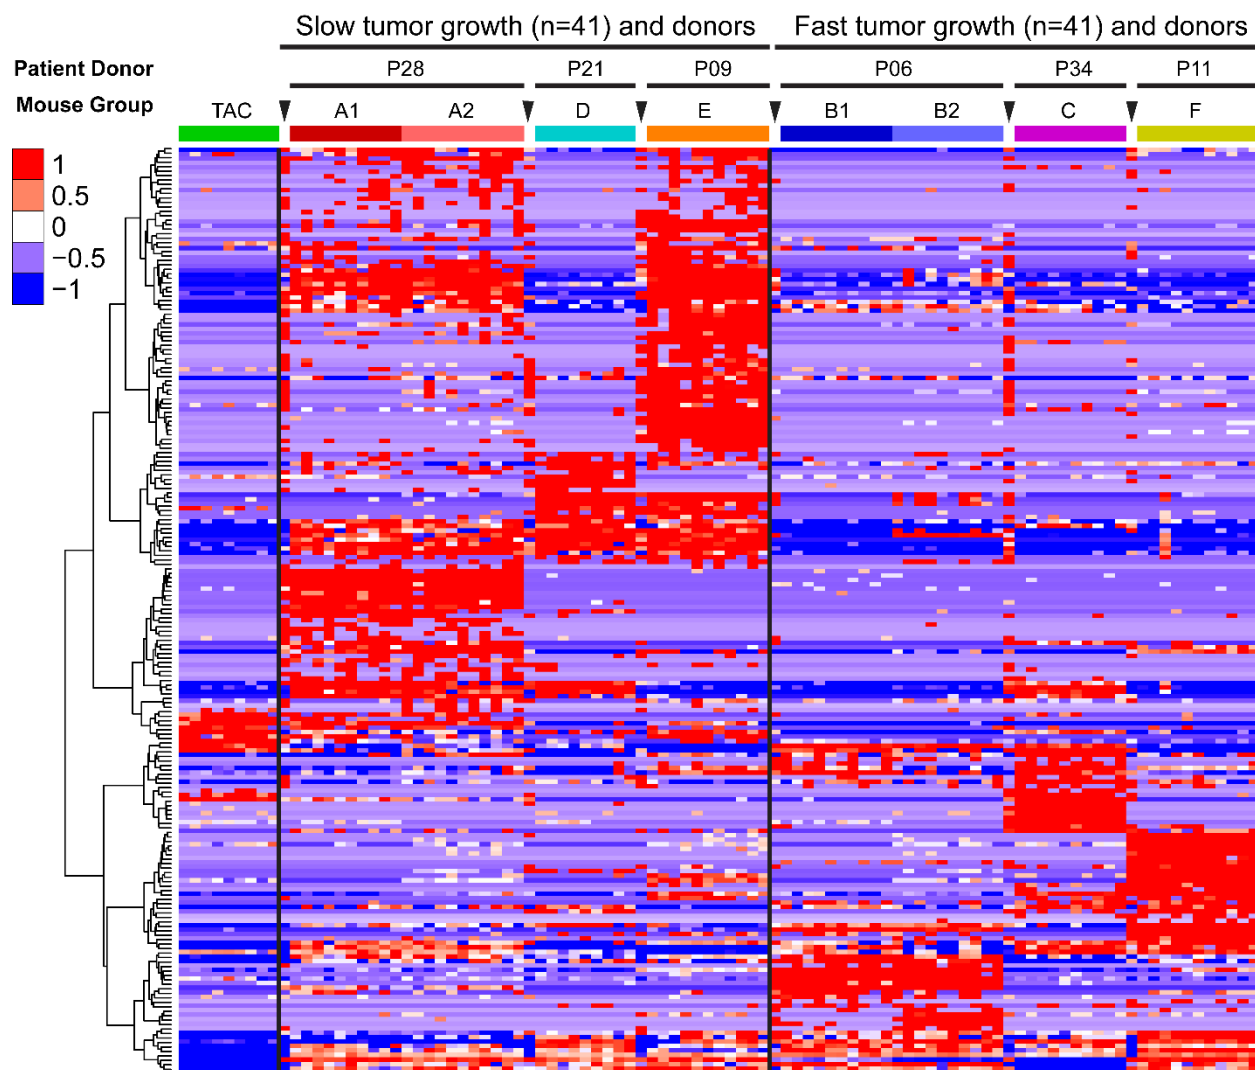 Slow tumor growth (n=41) and donors Fast tumor growth (n=41) and donors
Patient Donor P28 P21 P09 P06 P34 P11
Mouse Group TAC A1 A2 D E B1 B2 C F
1
0.5
0
−0.5
−1